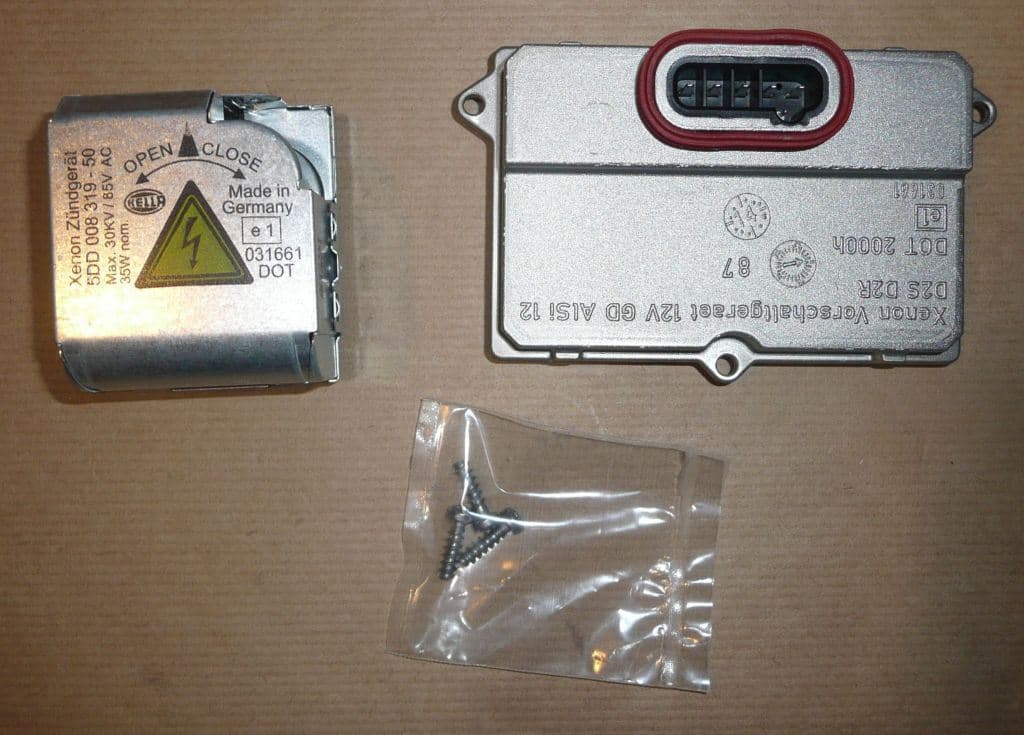 OPEN CLOSE
Xenon Zündgerät
5DD 008 319 - 50
Max. 30KV / 85V AC
35W nom
HELLA
Made in
Germany
e 1
031661
DOT
Xenon Vorschaltgeraet 12V GD AlSi 12
D2S D2R
DOT 2000h
e1
031661
87